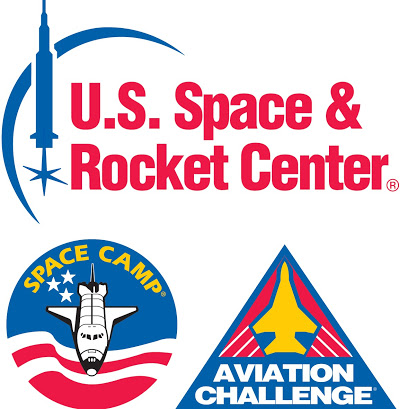 U.S. Space &
Rocket Center®
SPACE CAMP®
AVIATION
CHALLENGE®